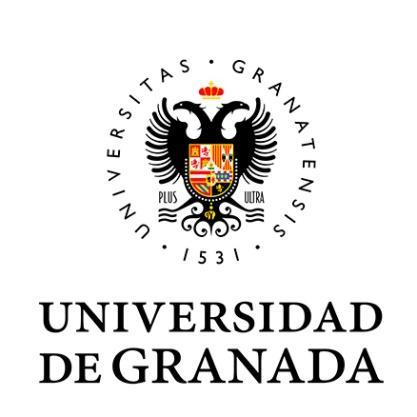 UNIVERSITAS · GRANATENSIS
PLUS ULTRA
· 1531 ·
UNIVERSIDAD
DE GRANADA